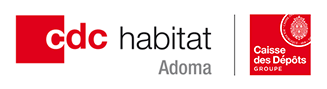 cdc habitat
Adoma
Caisse
des Dépôts
GROUPE